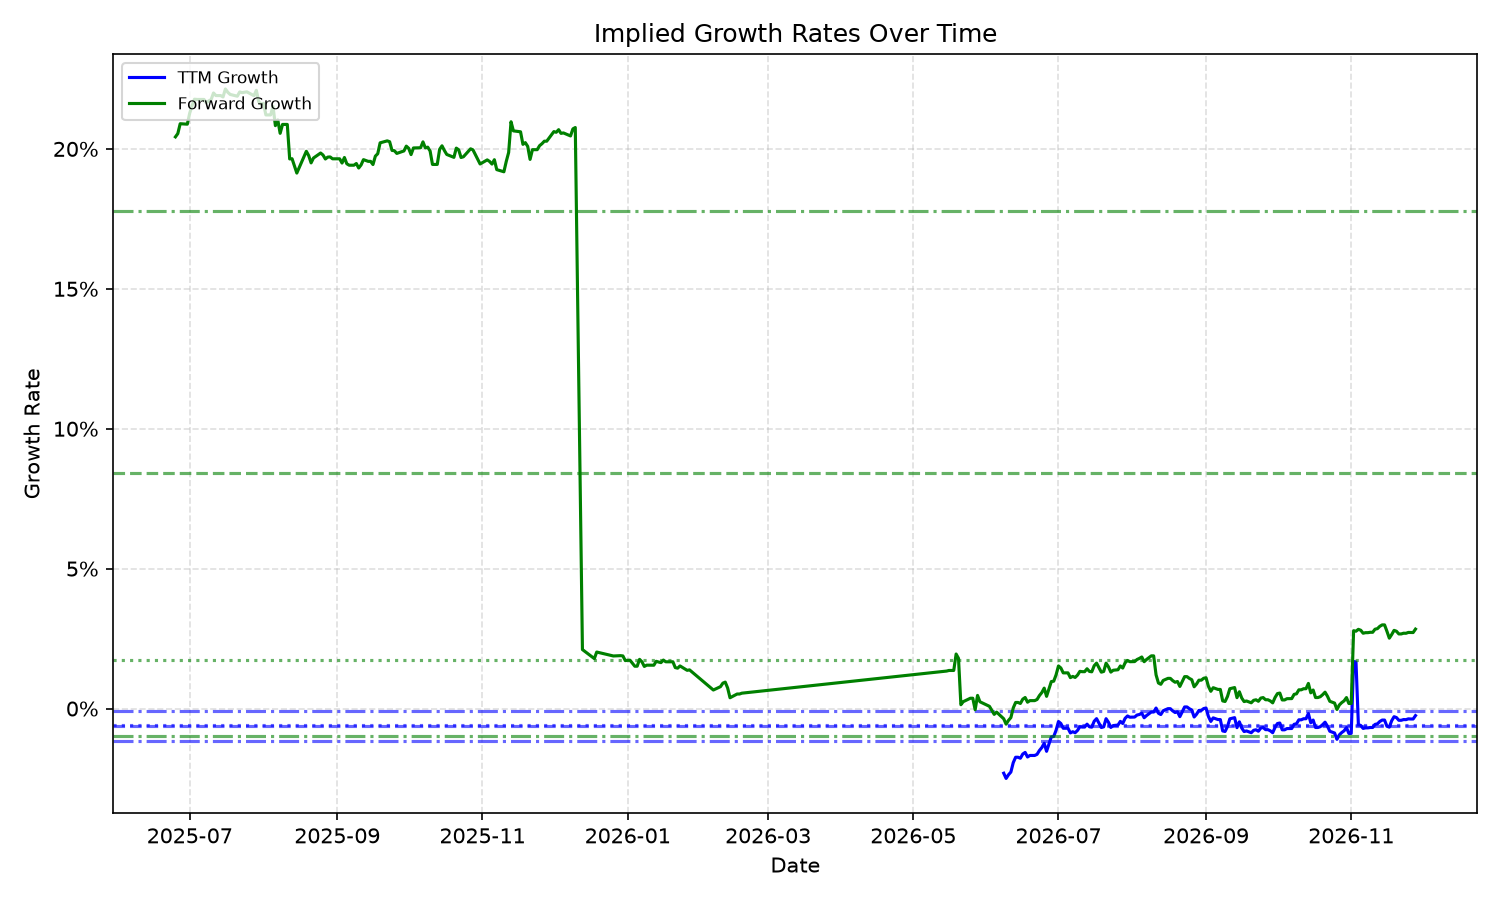 Implied Growth Rates Over Time
TTM Growth
Forward Growth
Growth Rate
20%
15%
10%
5%
0%
2025-07
2025-09
2025-11
2026-01
2026-03
2026-05
2026-07
2026-09
2026-11
Date